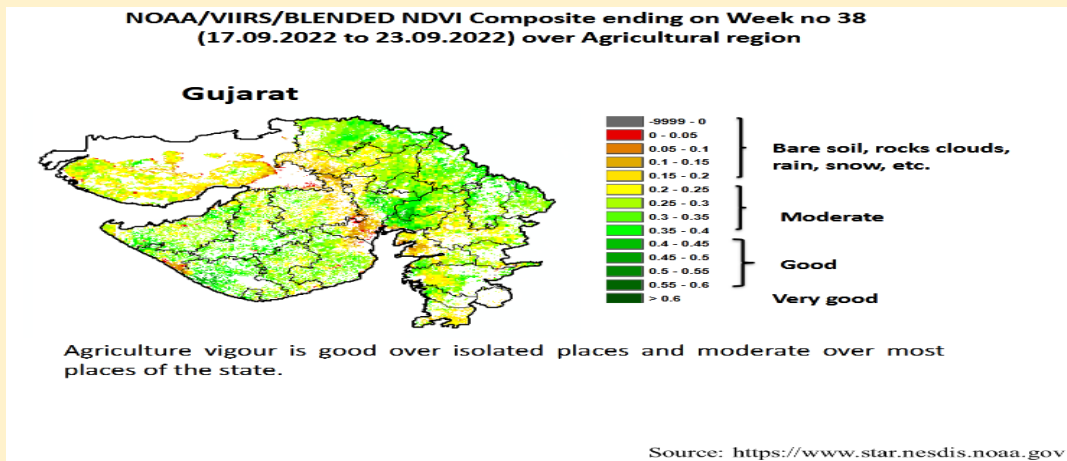 NOAA/VIIRS/BLENDED NDVI Composite ending on Week no 38
(17.09.2022 to 23.09.2022) over Agricultural region
Gujarat
-9999 - 0
0 - 0.05
0.05 - 0.1
0.1 - 0.15
0.15 - 0.2
0.2 - 0.25
0.25 - 0.3
0.3 - 0.35
0.35 - 0.4
0.4 - 0.45
0.45 - 0.5
0.5 - 0.55
0.55 - 0.6
> 0.6
Bare soil, rocks clouds,
rain, snow, etc.
Moderate
Good
Very good
Agriculture vigour is good over isolated places and moderate over most
places of the state.
Source: https://www.star.nesdis.noaa.gov